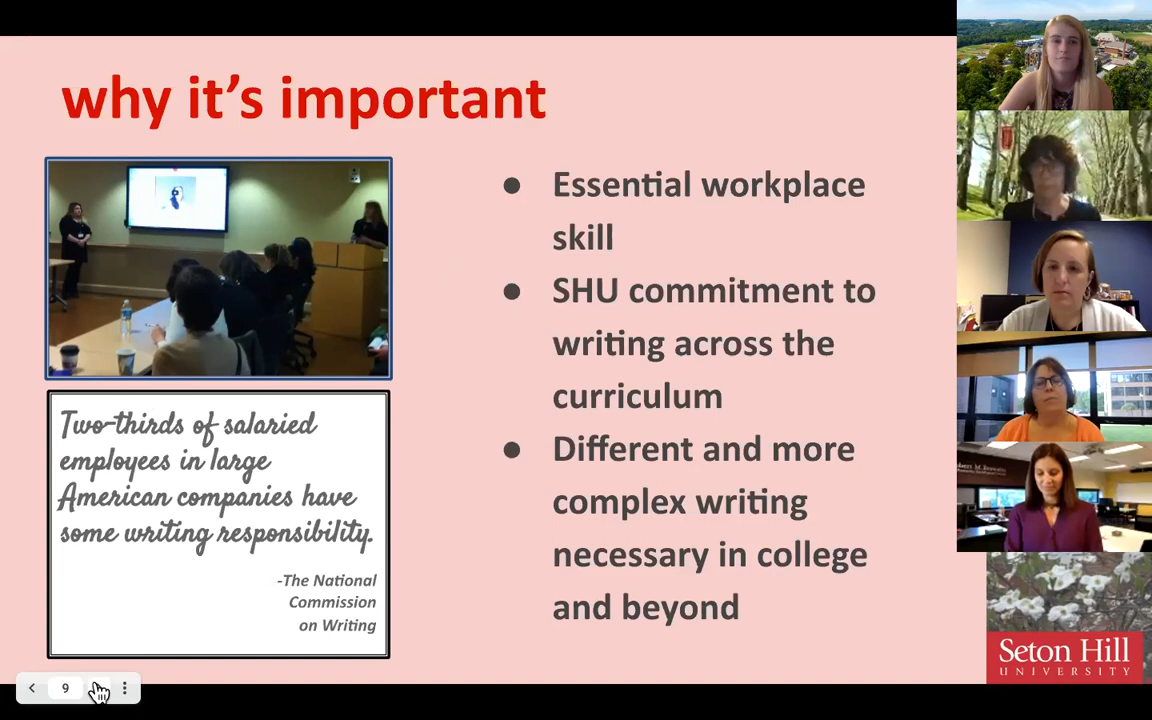 why it’s important
Two-thirds of salaried
employees in large
American companies have
some writing responsibility.
-The National
Commission
on Writing
● Essential workplace
skill
● SHU commitment to
writing across the
curriculum
● Different and more
complex writing
necessary in college
and beyond
Seton Hill
UNIVERSITY
9